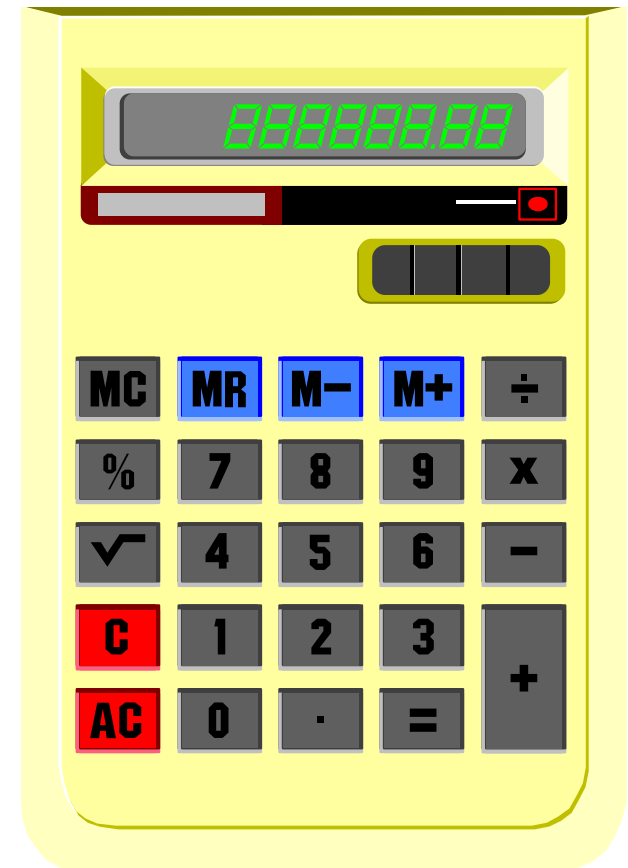 888888.88
MC MR M− M+ ÷
% 7 8 9 x
√ 4 5 6 −
C 1 2 3
+
AC 0 . =